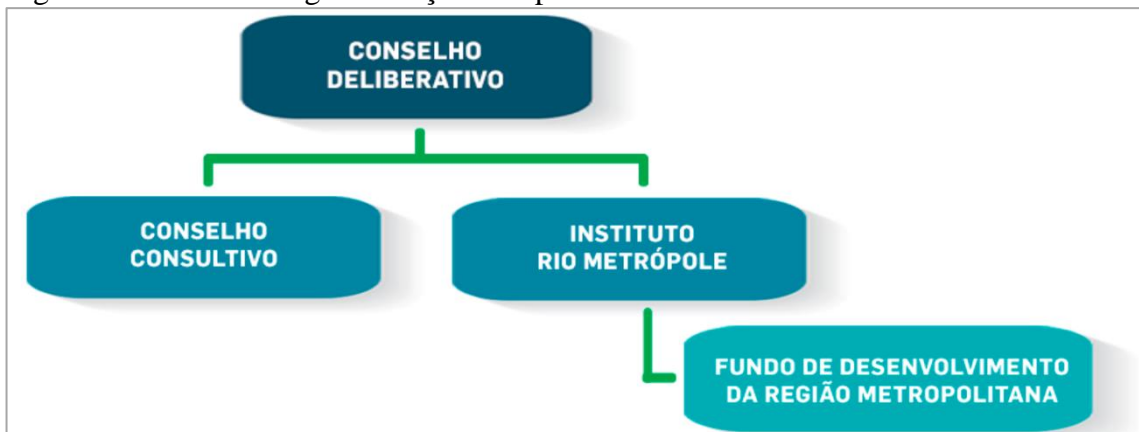 CONSELHO
DELIBERATIVO
CONSELHO
CONSULTIVO
INSTITUTO
RIO METRÓPOLE
FUNDO DE DESENVOLVIMENTO
DA REGIÃO METROPOLITANA